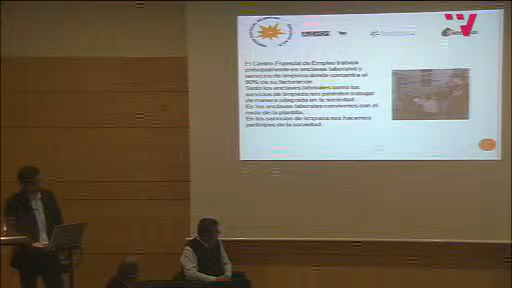 El Centro Especial de Empleo trabaja
principalmente en enclaves laborales y
servicios de limpieza donde concentra el
90% de su facturación.
Tanto los enclaves laborales como los
servicios de limpieza nos permiten trabajar
de manera integrada en la sociedad.
En los enclaves laborales convivimos con el
resto de la plantilla.
En los servicios de limpieza nos hacemos
partícipes de la sociedad.